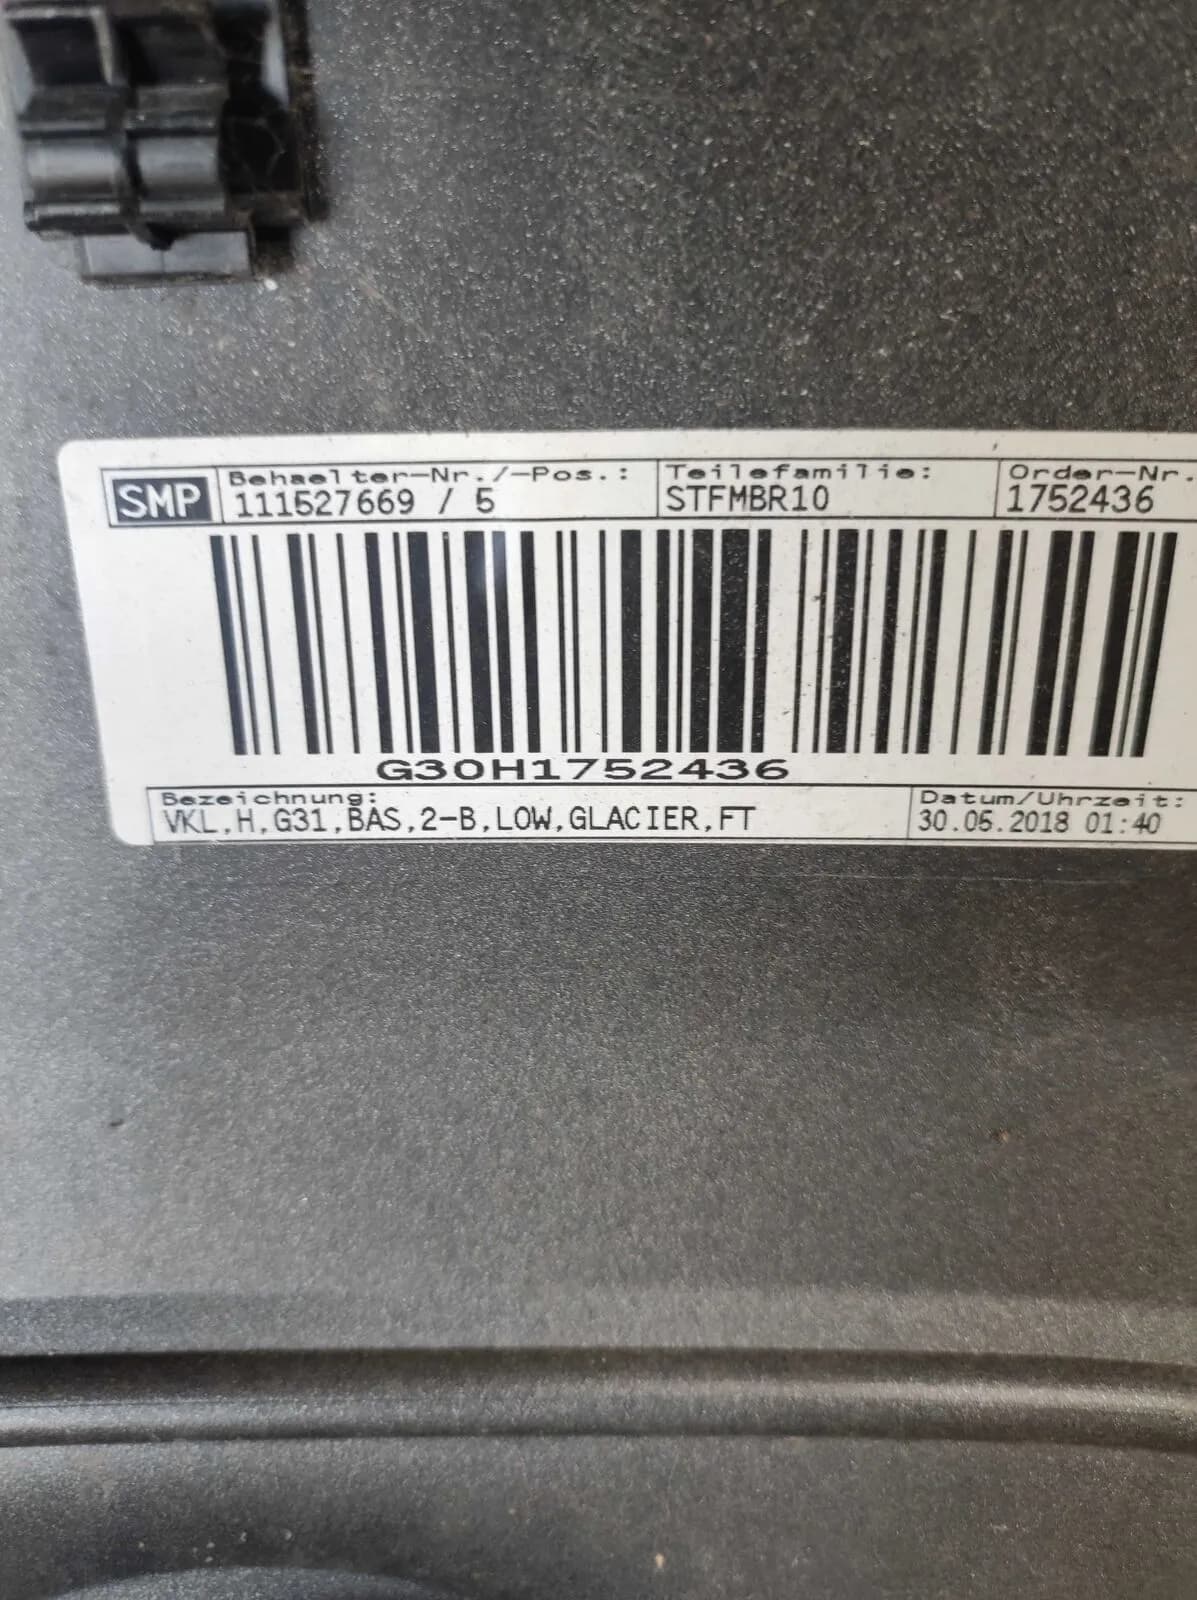 SMP
Behaelter-Nr./-Pos.:
111527669 / 5
Teilefamilie:
STFMBR10
Order-Nr.
1752436
G30H1752436
Bezeichnung:
VKL,H,G31,BAS,2-B,LOW,GLACIER,FT
Datum/Uhrzeit:
30.05.2018 01:40